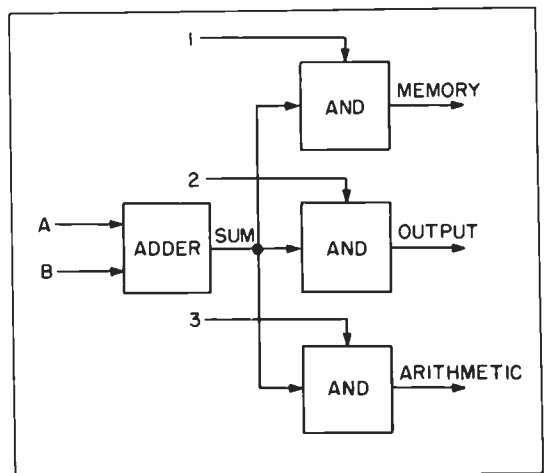 1
AND
MEMORY
2
A
B
ADDER
SUM
AND
OUTPUT
3
AND
ARITHMETIC